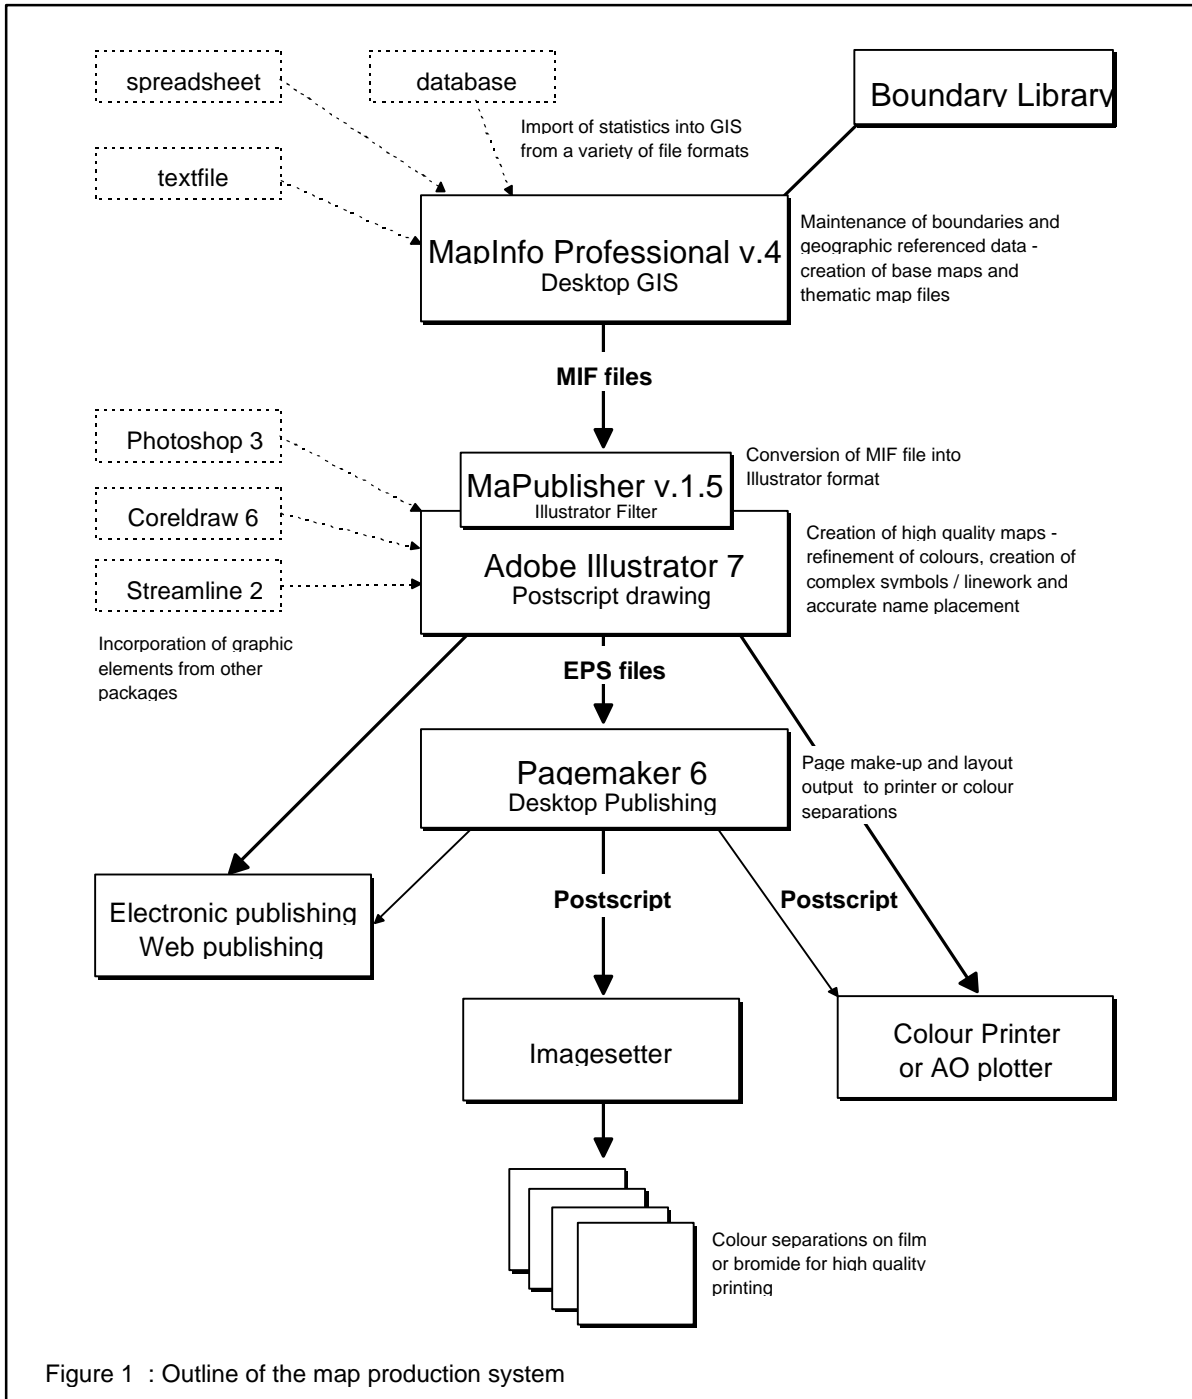 spreadsheet
database
Boundary Library
Import of statistics into GIS
from a variety of file formats
textfile
MapInfo Professional v.4
Desktop GIS
Maintenance of boundaries and
geographic referenced data -
creation of base maps and
thematic map files
MIF files
Photoshop 3
Coreldraw 6
Streamline 2
Incorporation of graphic
elements from other
packages
MaPublisher v.1.5
Illustrator Filter
Conversion of MIF file into
Illustrator format
Adobe Illustrator 7
Postscript drawing
Creation of high quality maps -
refinement of colours, creation of
complex symbols / linework and
accurate name placement
EPS files
Pagemaker 6
Desktop Publishing
Page make-up and layout
output to printer or colour
separations
Electronic publishing
Web publishing
Postscript
Postscript
Imagesetter
Colour Printer
or AO plotter
Colour separations on film
or bromide for high quality
printing
Figure 1 : Outline of the map production system